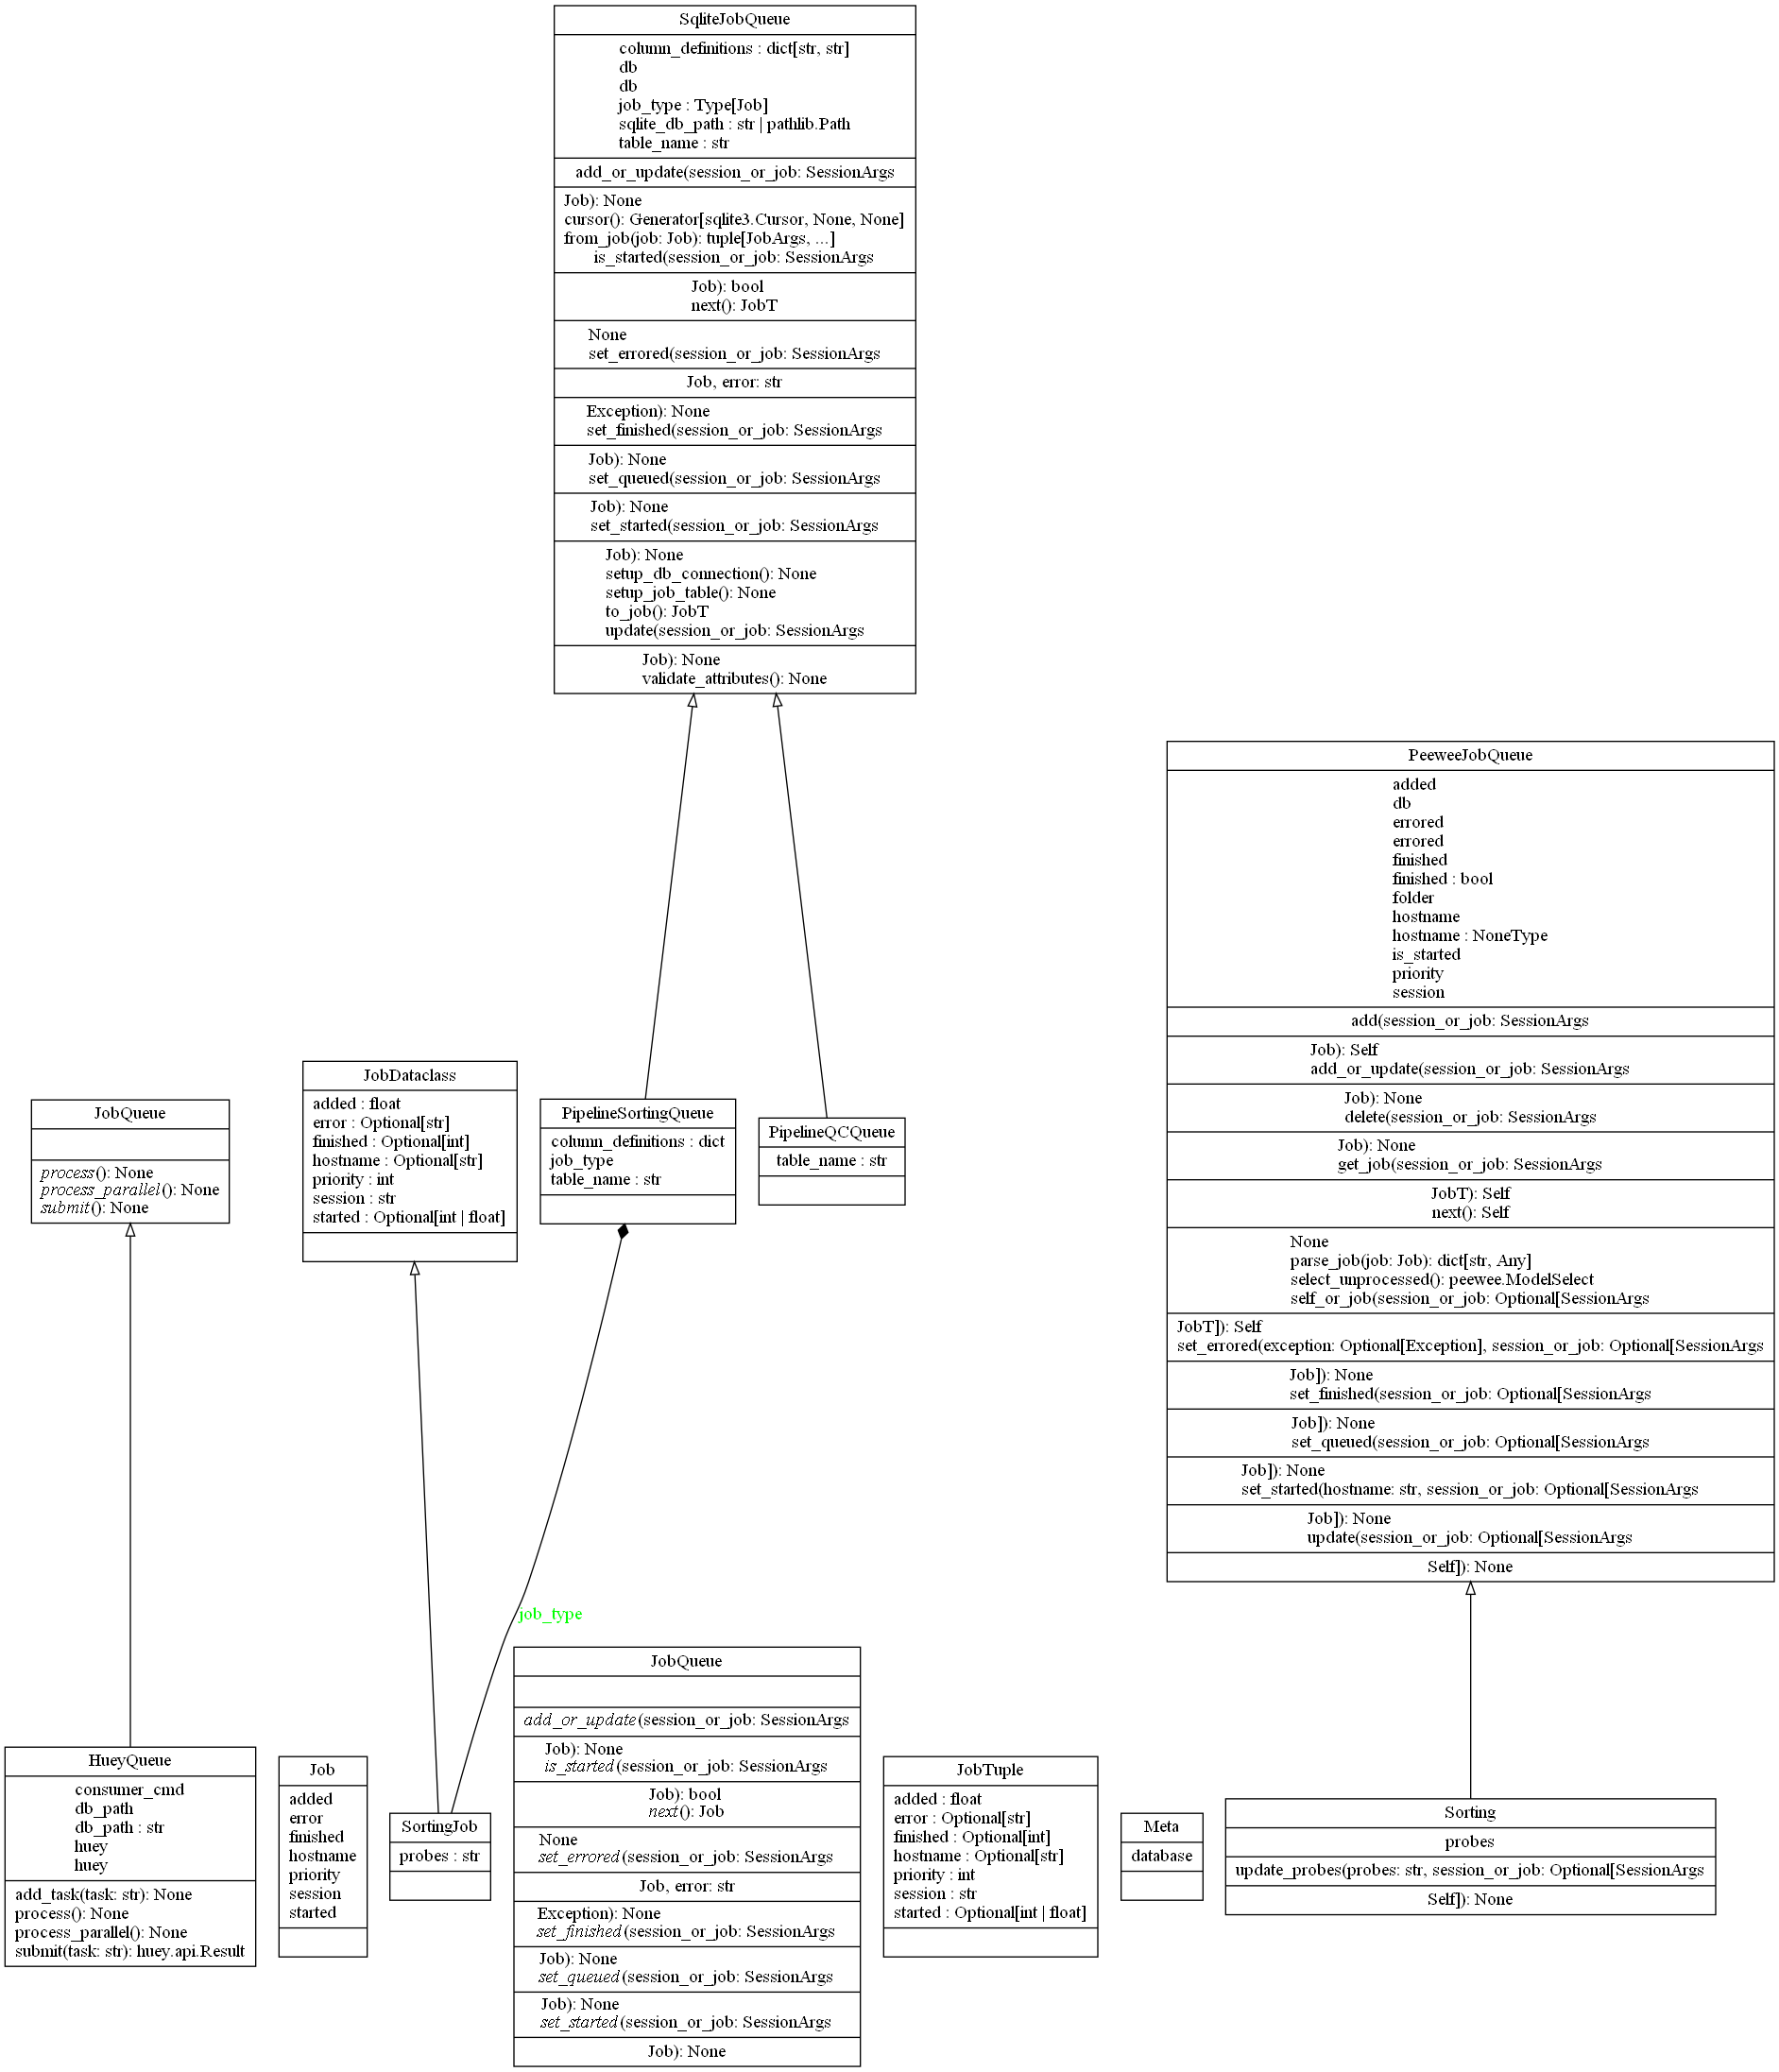 SqliteJobQueue
column_definitions : dict[str, str]
db
db
job_type : Type[Job]
sqlite_db_path : str | pathlib.Path
table_name : str
add_or_update(session_or_job: SessionArgs
Job): None
cursor(): Generator[sqlite3.Cursor, None, None]
from_job(job: Job): tuple[JobArgs, ...]
is_started(session_or_job: SessionArgs
Job): bool
next(): JobT
None
set_errored(session_or_job: SessionArgs
Job, error: str
Exception): None
set_finished(session_or_job: SessionArgs
Job): None
set_queued(session_or_job: SessionArgs
Job): None
set_started(session_or_job: SessionArgs
Job): None
setup_db_connection(): None
setup_job_table(): None
to_job(): JobT
update(session_or_job: SessionArgs
Job): None
validate_attributes(): None
PeeweeJobQueue
added
db
errored
errored
finished
finished : bool
folder
hostname
hostname : NoneType
is_started
priority
session
add(session_or_job: SessionArgs
Job): Self
add_or_update(session_or_job: SessionArgs
Job): None
delete(session_or_job: SessionArgs
Job): None
get_job(session_or_job: SessionArgs
JobT): Self
next(): Self
None
parse_job(job: Job): dict[str, Any]
select_unprocessed(): peewee.ModelSelect
self_or_job(session_or_job: Optional[SessionArgs
JobT]): Self
set_errored(exception: Optional[Exception], session_or_job: Optional[SessionArgs
Job]): None
set_finished(session_or_job: Optional[SessionArgs
Job]): None
set_queued(session_or_job: Optional[SessionArgs
Job]): None
set_started(hostname: str, session_or_job: Optional[SessionArgs
Job]): None
update(session_or_job: Optional[SessionArgs
Self]): None
JobQueue
process(): None
process_parallel(): None
submit(): None
JobDataclass
added : float
error : Optional[str]
finished : Optional[int]
hostname : Optional[str]
priority : int
session : str
started : Optional[int | float]
PipelineSortingQueue
column_definitions : dict
job_type
table_name : str
PipelineQCQueue
table_name : str
job_type
HueyQueue
consumer_cmd
db_path
db_path : str
huey
huey
add_task(task: str): None
process(): None
process_parallel(): None
submit(task: str): huey.api.Result
Job
added
error
finished
hostname
priority
session
started
SortingJob
probes : str
JobQueue
add_or_update(session_or_job: SessionArgs
Job): None
is_started(session_or_job: SessionArgs
Job): bool
next(): Job
None
set_errored(session_or_job: SessionArgs
Job, error: str
Exception): None
set_finished(session_or_job: SessionArgs
Job): None
set_queued(session_or_job: SessionArgs
Job): None
set_started(session_or_job: SessionArgs
Job): None
JobTuple
added : float
error : Optional[str]
finished : Optional[int]
hostname : Optional[str]
priority : int
session : str
started : Optional[int | float]
Meta
database
Sorting
probes
update_probes(probes: str, session_or_job: Optional[SessionArgs
Self]): None